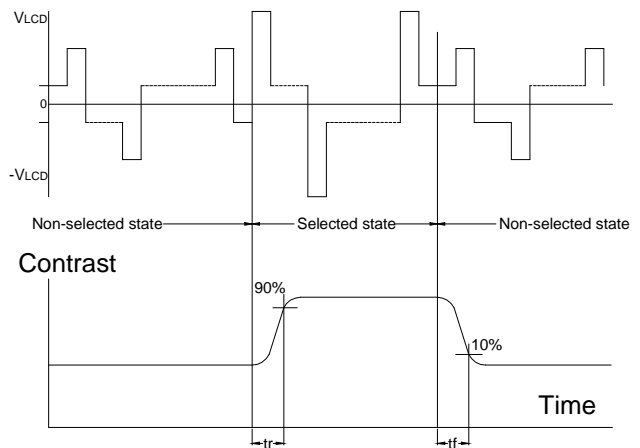 VLCD
0
-VLCD
Non-selected state
Selected state
Non-selected state
Contrast
90%
10%
Time
tr
tf